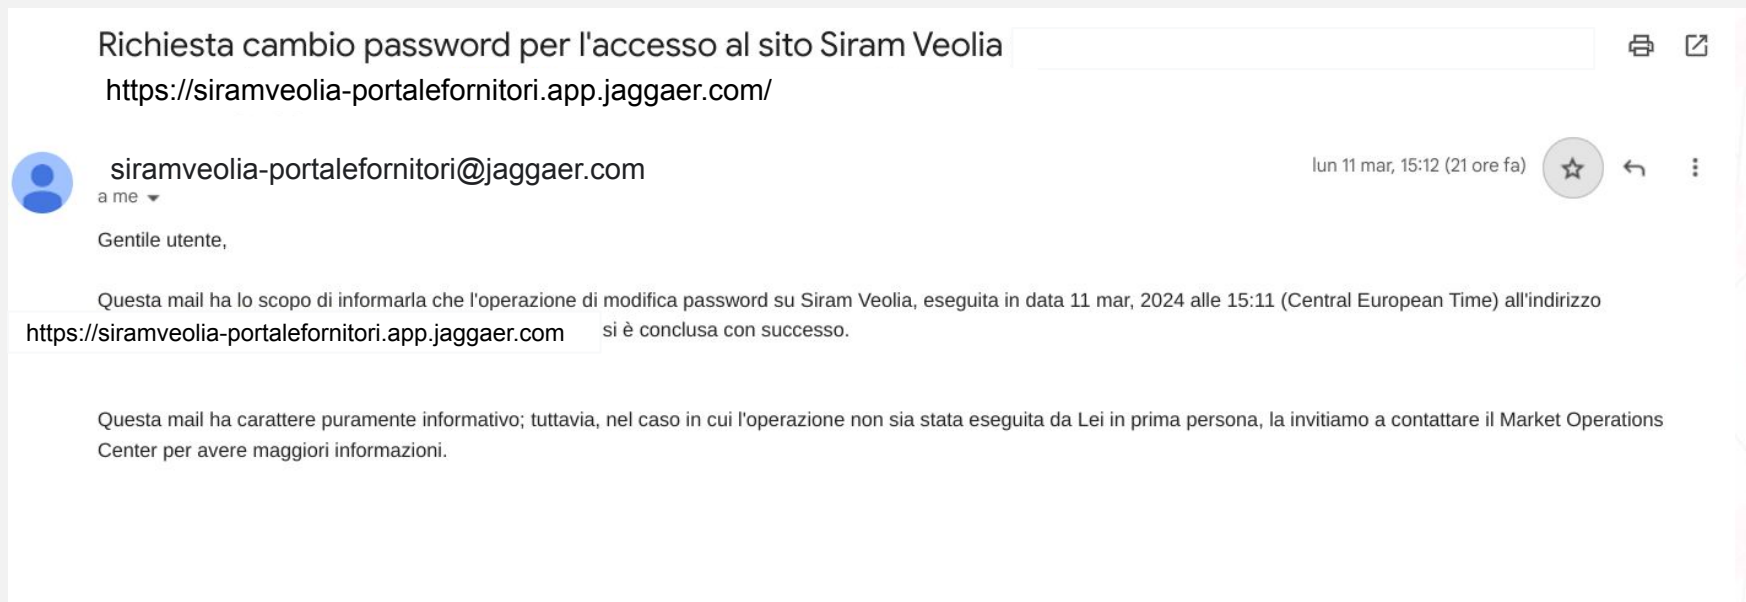 Richiesta cambio password per l'accesso al sito Siram Veolia
https://siramveolia-portalefornitori.app.jaggaer.com/
siramveolia-portalefornitori@jaggaer.com
lun 11 mar, 15:12 (21 ore fa)
a me
Gentile utente,
Questa mail ha lo scopo di informarla che l'operazione di modifica password su Siram Veolia, eseguita in data 11 mar, 2024 alle 15:11 (Central European Time) all'indirizzo
https://siramveolia-portalefornitori.app.jaggaer.com si è conclusa con successo.
Questa mail ha carattere puramente informativo; tuttavia, nel caso in cui l'operazione non sia stata eseguita da Lei in prima persona, la invitiamo a contattare il Market Operations
Center per avere maggiori informazioni.